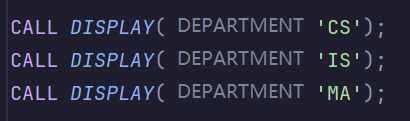 CALL DISPLAY( DEPARTMENT 'CS');
CALL DISPLAY( DEPARTMENT 'IS');
CALL DISPLAY( DEPARTMENT 'MA');